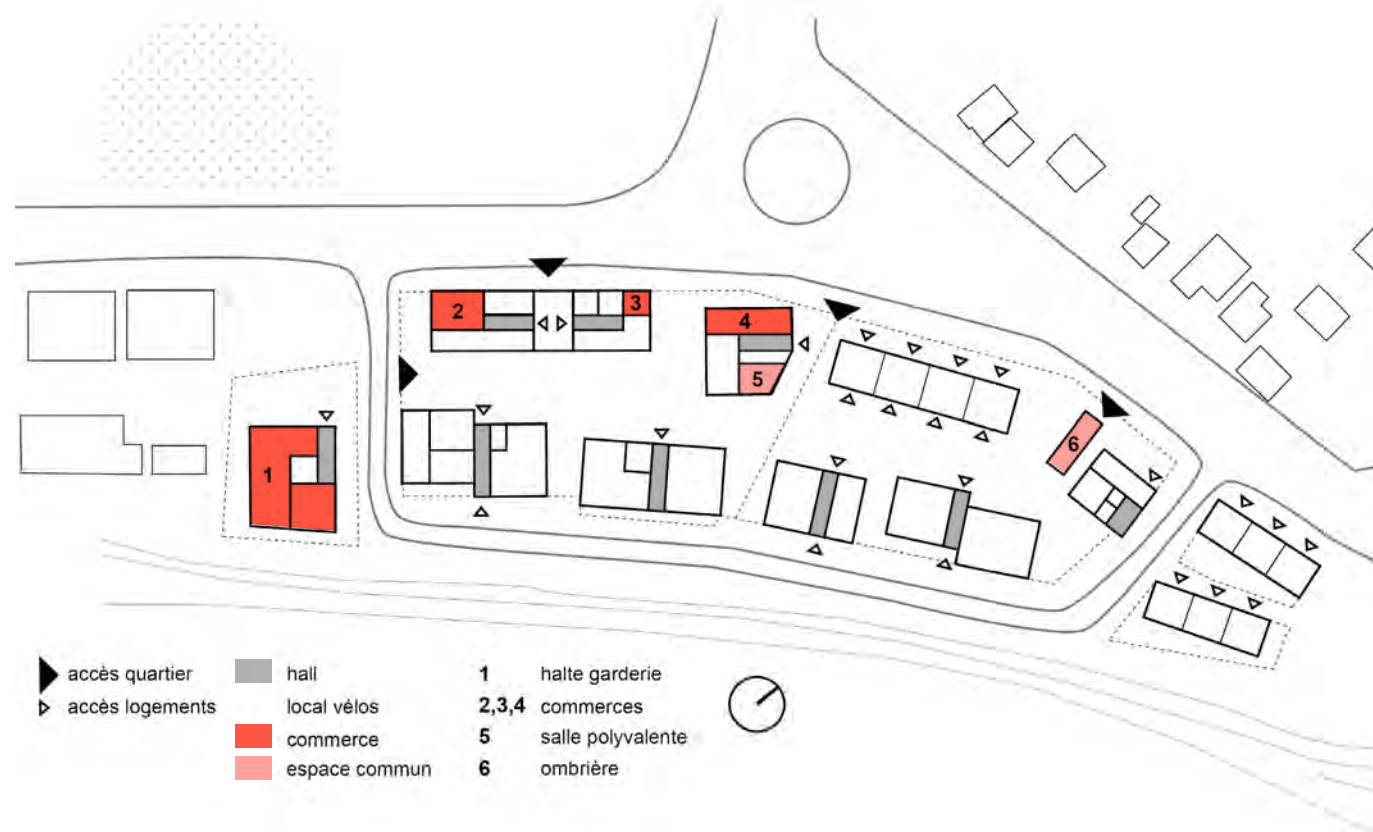 2
3
4
5
6
1
accès quartier
accès logements
hall
local vélos
commerce
espace commun
1 halte garderie
2,3,4 commerces
5 salle polyvalente
6 ombrière